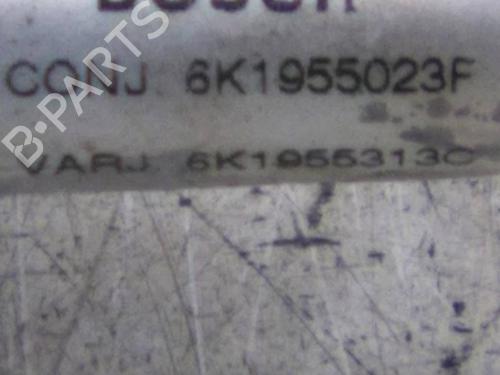 BOSCH
CONJ 6K1955023F
VARJ 6K1955313C
B-PARTS